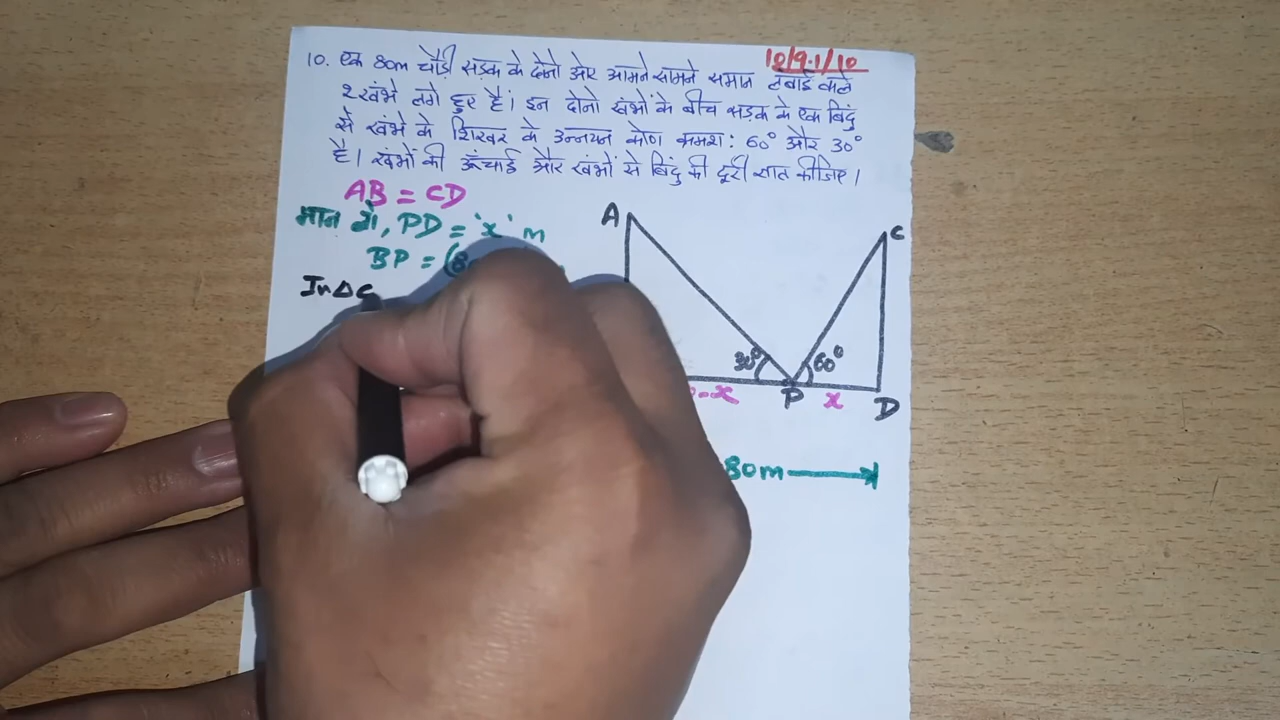 10/9.1/10
10. एक 80m चौड़ी सड़क के दोनो ओर आमने सामने समान लंबाई वाले
2 खंभे लगे हुए है। इन दोनो खंभों के बीच सड़क के एक बिंदु
से खंभे के शिखर के उन्नयन कोण क्रमश: 60° और 30°
है। खंभों की ऊँचाई और खंभों से बिंदु की दूरी ज्ञात कीजिए।
AB = CD
मान लो, PD = 'x' m
BP =
In Δ
A
C
30°
60°
P
x
D
80m